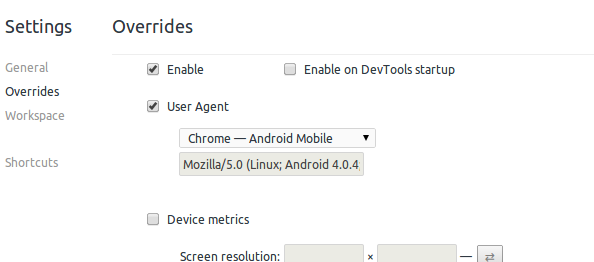 Settings
General
Overrides
Workspace
Shortcuts
Overrides
Enable
Enable on DevTools startup
User Agent
Chrome — Android Mobile
Mozilla/5.0 (Linux; Android 4.0.4
Device metrics
Screen resolution: × —